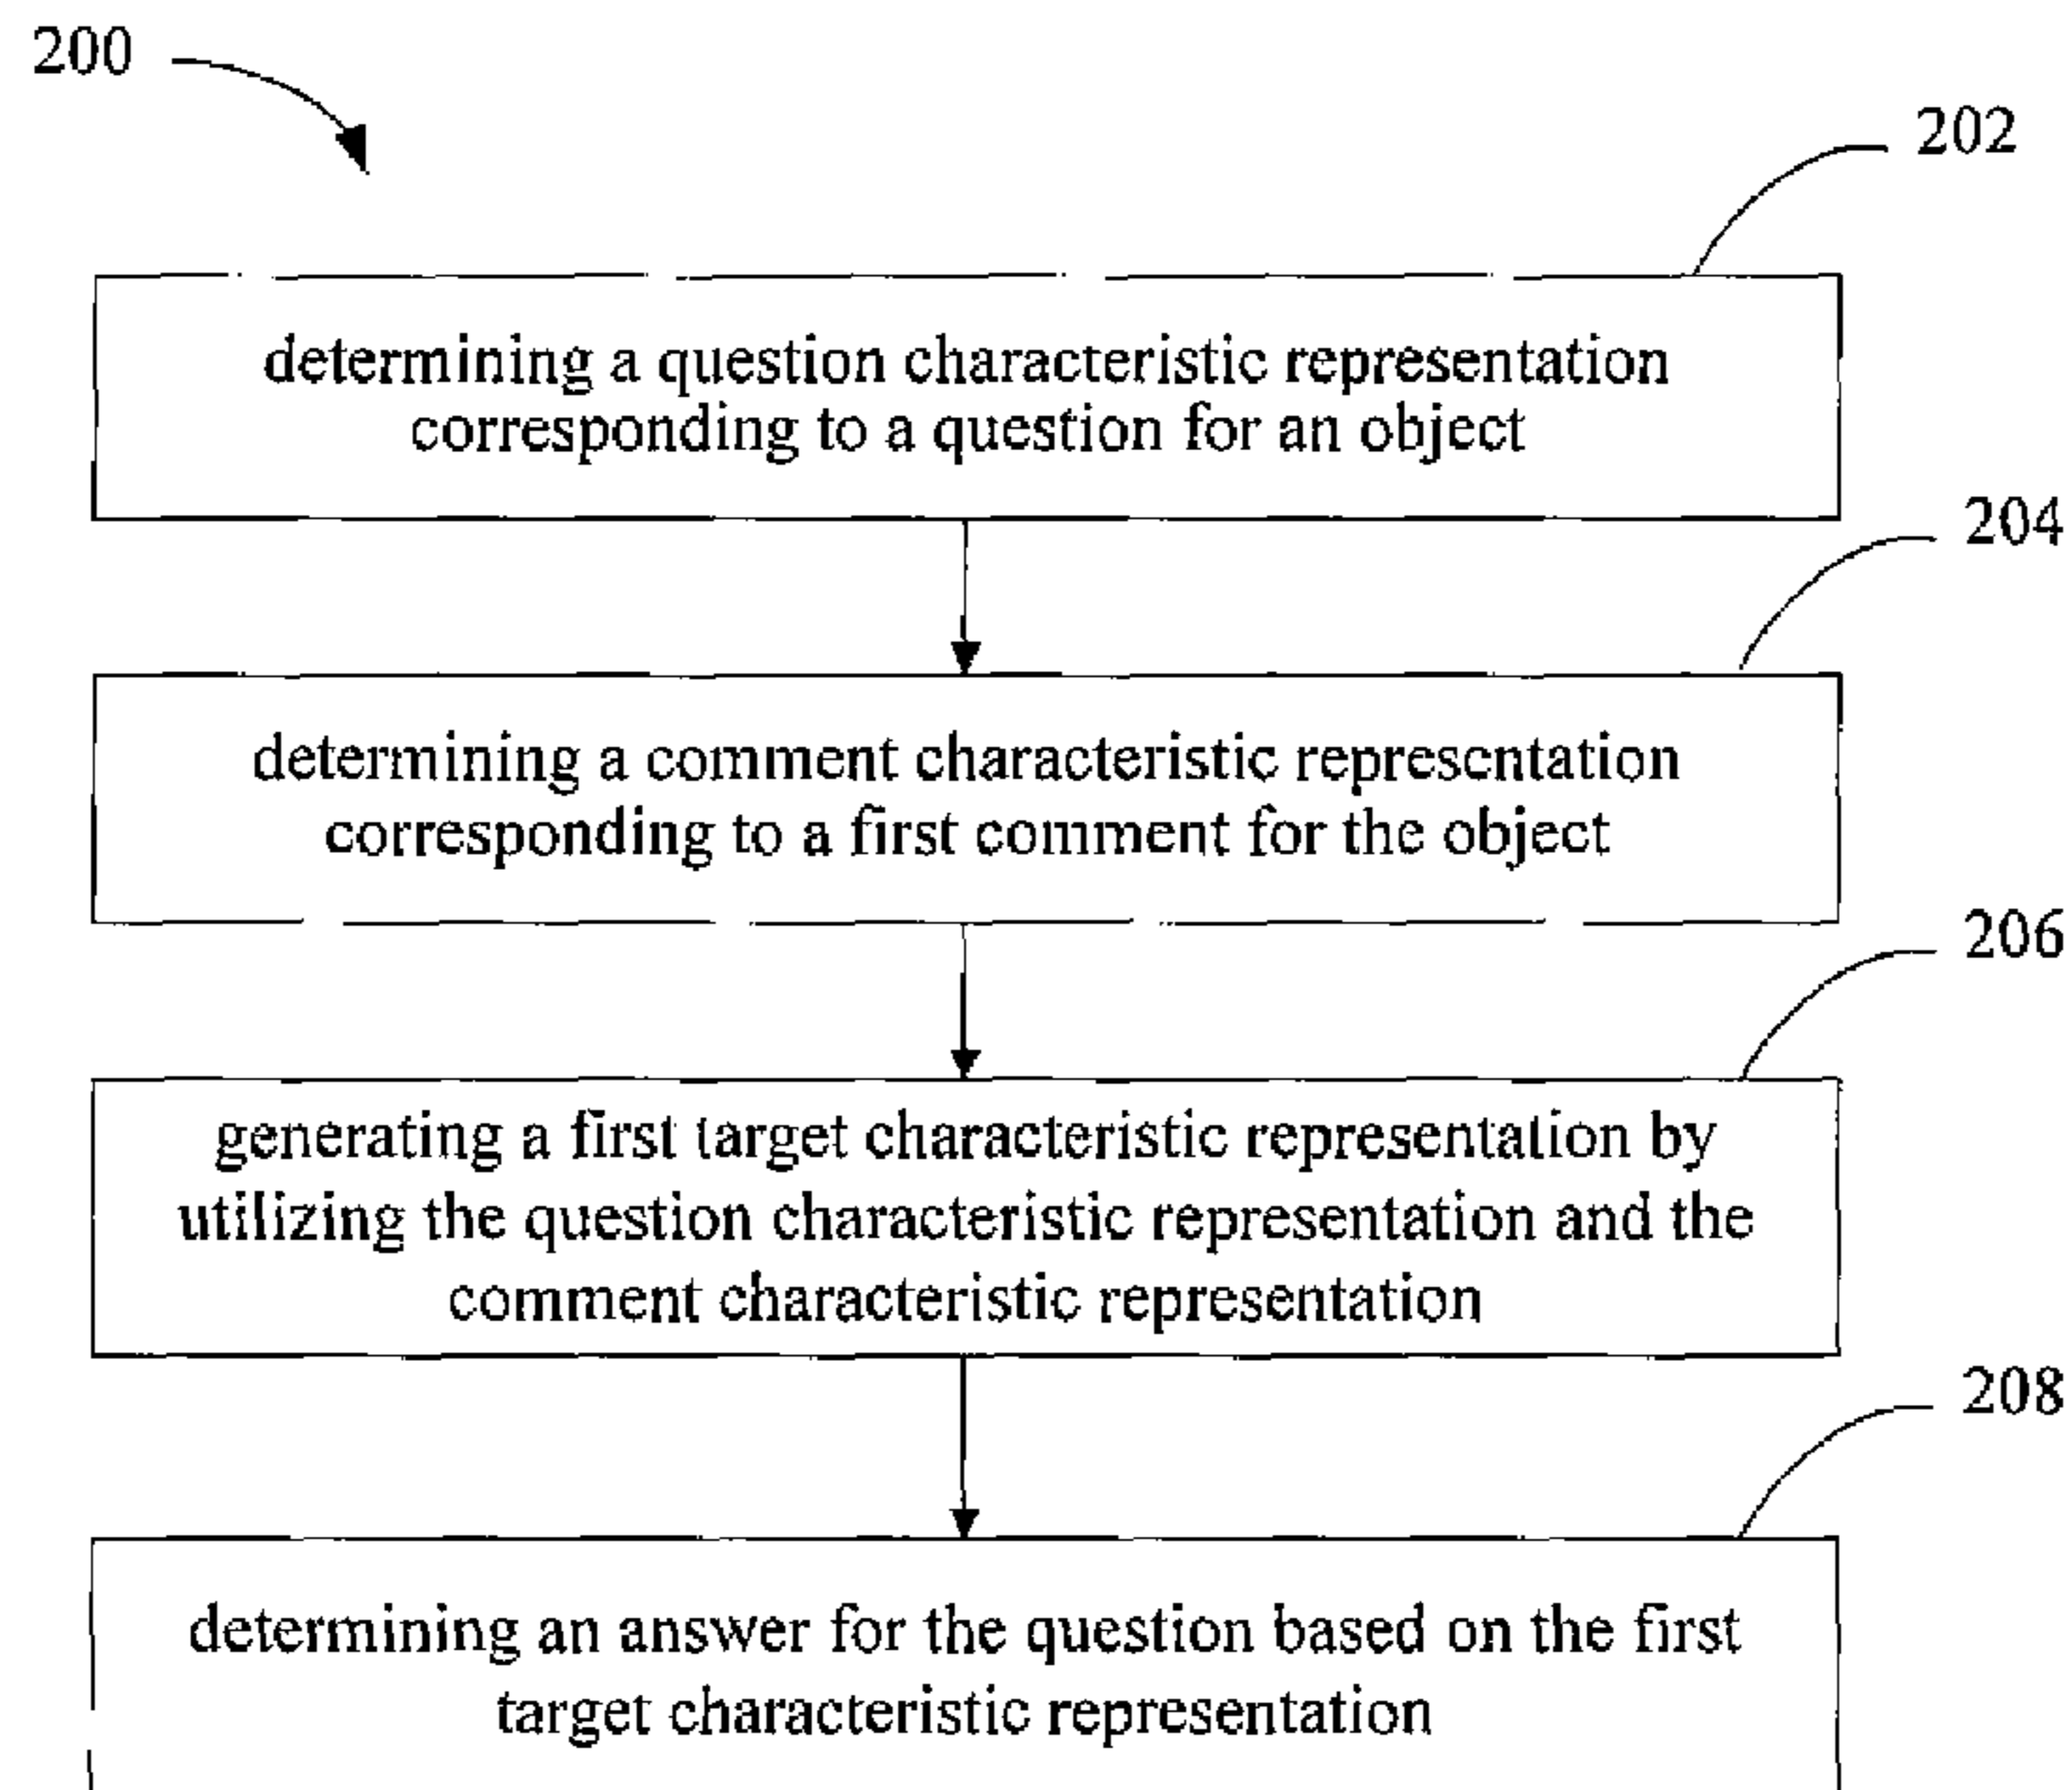 200
202
determining a question characteristic representation
corresponding to a question for an object
204
determining a comment characteristic representation
corresponding to a first comment for the object
206
generating a first target characteristic representation by
utilizing the question characteristic representation and the
comment characteristic representation
208
determining an answer for the question based on the first
target characteristic representation